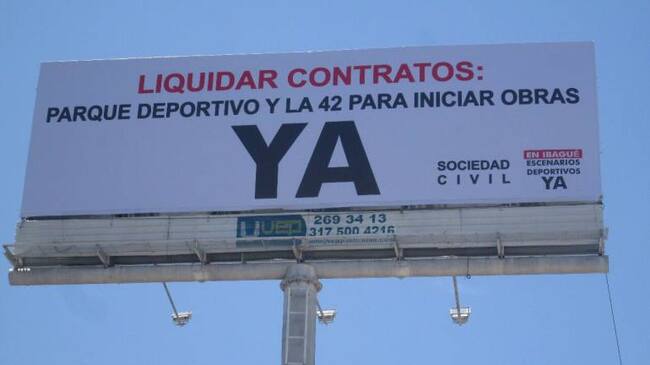 LIQUIDAR CONTRATOS:
PARQUE DEPORTIVO Y LA 42 PARA INICIAR OBRAS
YA
SOCIEDAD
CIVIL
EN IBAGUÉ
ESCENARIOS
DEPORTIVOS
YA
269 34 13
317 500 4216